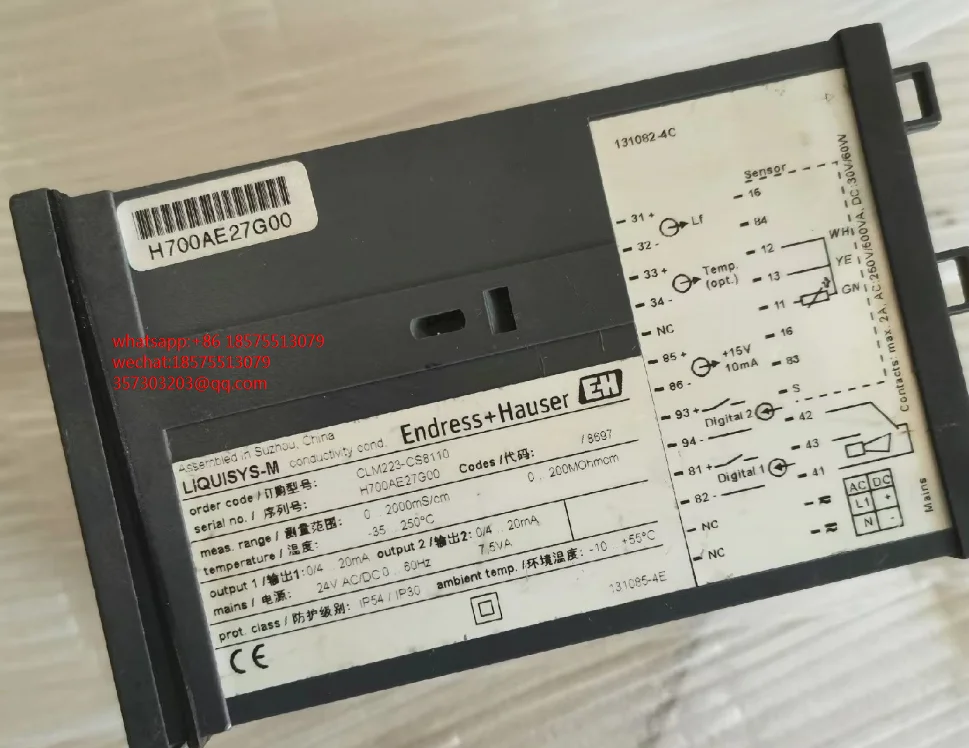 H700AE27G00
whatsapp:+86 18575513079
wechat:18575513079
357303203@qq.com
Assembled in Suzhou, China
LIQUISYS-M conductivity cond. Endress+Hauser EH
order code / 订购型号: CLM223-CS8110
serial no. / 序列号: H700AE27G00 Codes /代码: /8697
meas. range / 测量范围: 0 .. 2000mS/cm 0 .. 200MOhmcm
temperature / 温度: -35 .. 250°C
output 1 / 输出1: 0/4 .. 20mA output 2 / 输出2: 0/4 .. 20mA
mains / 电源: 24V AC/DC 0 .. 60Hz 7,5VA
prot. class / 防护级别: IP54 / IP30 ambient temp. /环境温度: -10 .. +55°C
CE
131085-4E
131082-4C
Sensor
31 +
32 -
Lf
33 +
34 -
Temp.
(opt.)
NC
85 +
86 -
+15V
10mA
93 +
94 -
Digital 2
81 +
82 -
Digital 1
NC
NC
16
84
12
13
11
16
83
S
42
43
41
WH
YE
GN
AC DC
L1 +
N -
Mains
Contacts: max. 2A, AC:250V/600VA, DC:30V/60W